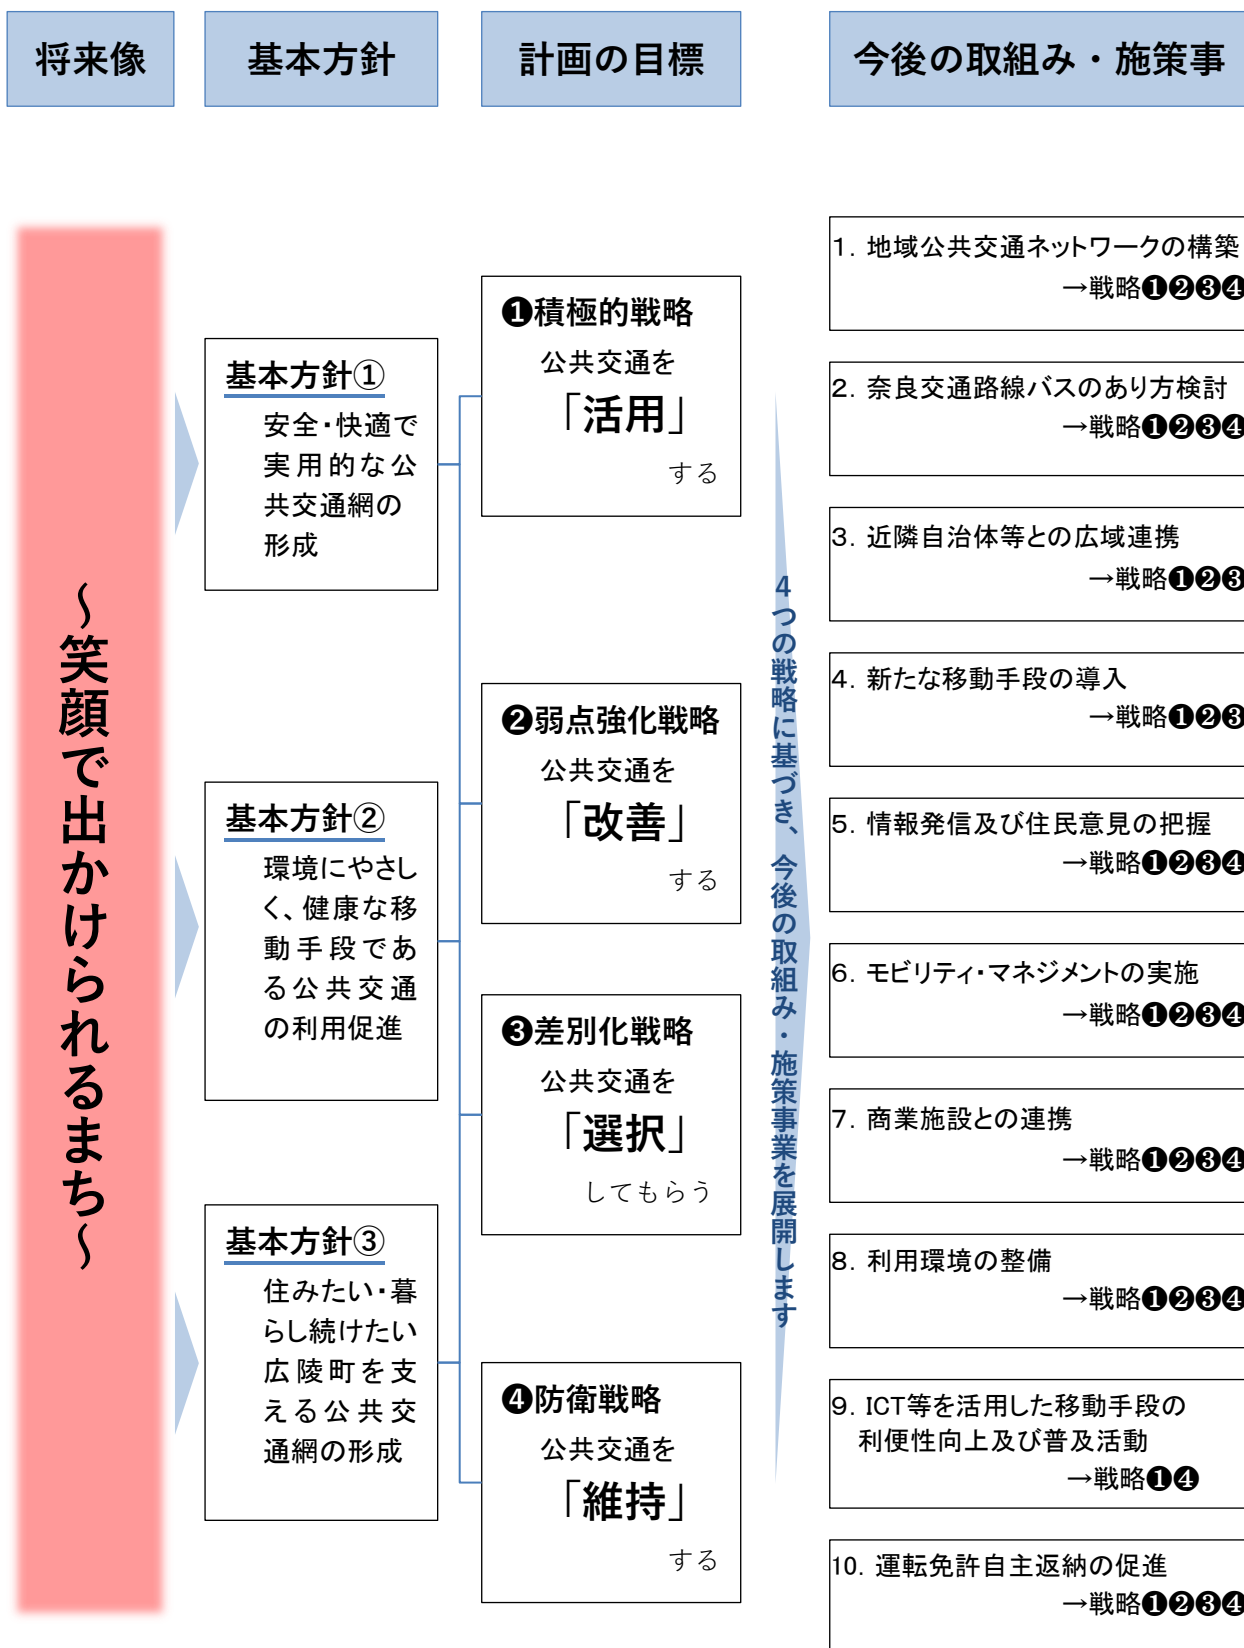 将来像
基本方針
計画の目標
今後の取組み・施策事
～笑顔で出かけられるまち～
基本方針①
安全・快適で
実用的な公
共交通網の
形成
基本方針②
環境にやさし
く、健康な移
動手段であ
る公共交通
の利用促進
基本方針③
住みたい・暮
らし続けたい
広陵町を支
える公共交
通網の形成
❶積極的戦略
公共交通を
「活用」
する
❷弱点強化戦略
公共交通を
「改善」
する
❸差別化戦略
公共交通を
「選択」
してもらう
❹防衛戦略
公共交通を
「維持」
する
4つの戦略に基づき、今後の取組み・施策事業を展開します
1．地域公共交通ネットワークの構築
→戦略❶❷❸❹
2．奈良交通路線バスのあり方検討
→戦略❶❷❸❹
3．近隣自治体等との広域連携
→戦略❶❷❸
4．新たな移動手段の導入
→戦略❶❷❸
5．情報発信及び住民意見の把握
→戦略❶❷❸❹
6．モビリティ・マネジメントの実施
→戦略❶❷❸❹
7．商業施設との連携
→戦略❶❷❸❹
8．利用環境の整備
→戦略❶❷❸❹
9．ICT等を活用した移動手段の
利便性向上及び普及活動
→戦略❶❹
10．運転免許自主返納の促進
→戦略❶❷❸❹